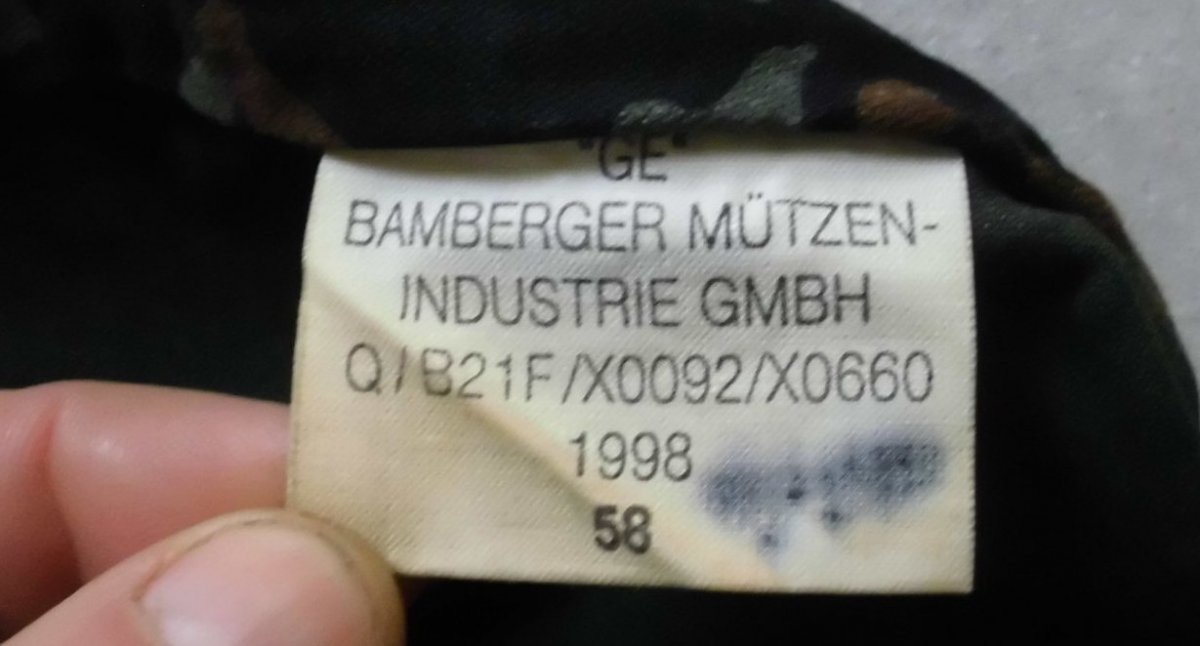 "GE"
BAMBERGER MÜTZEN-
INDUSTRIE GMBH
Q/B21F/X0092/X0660
1998
58